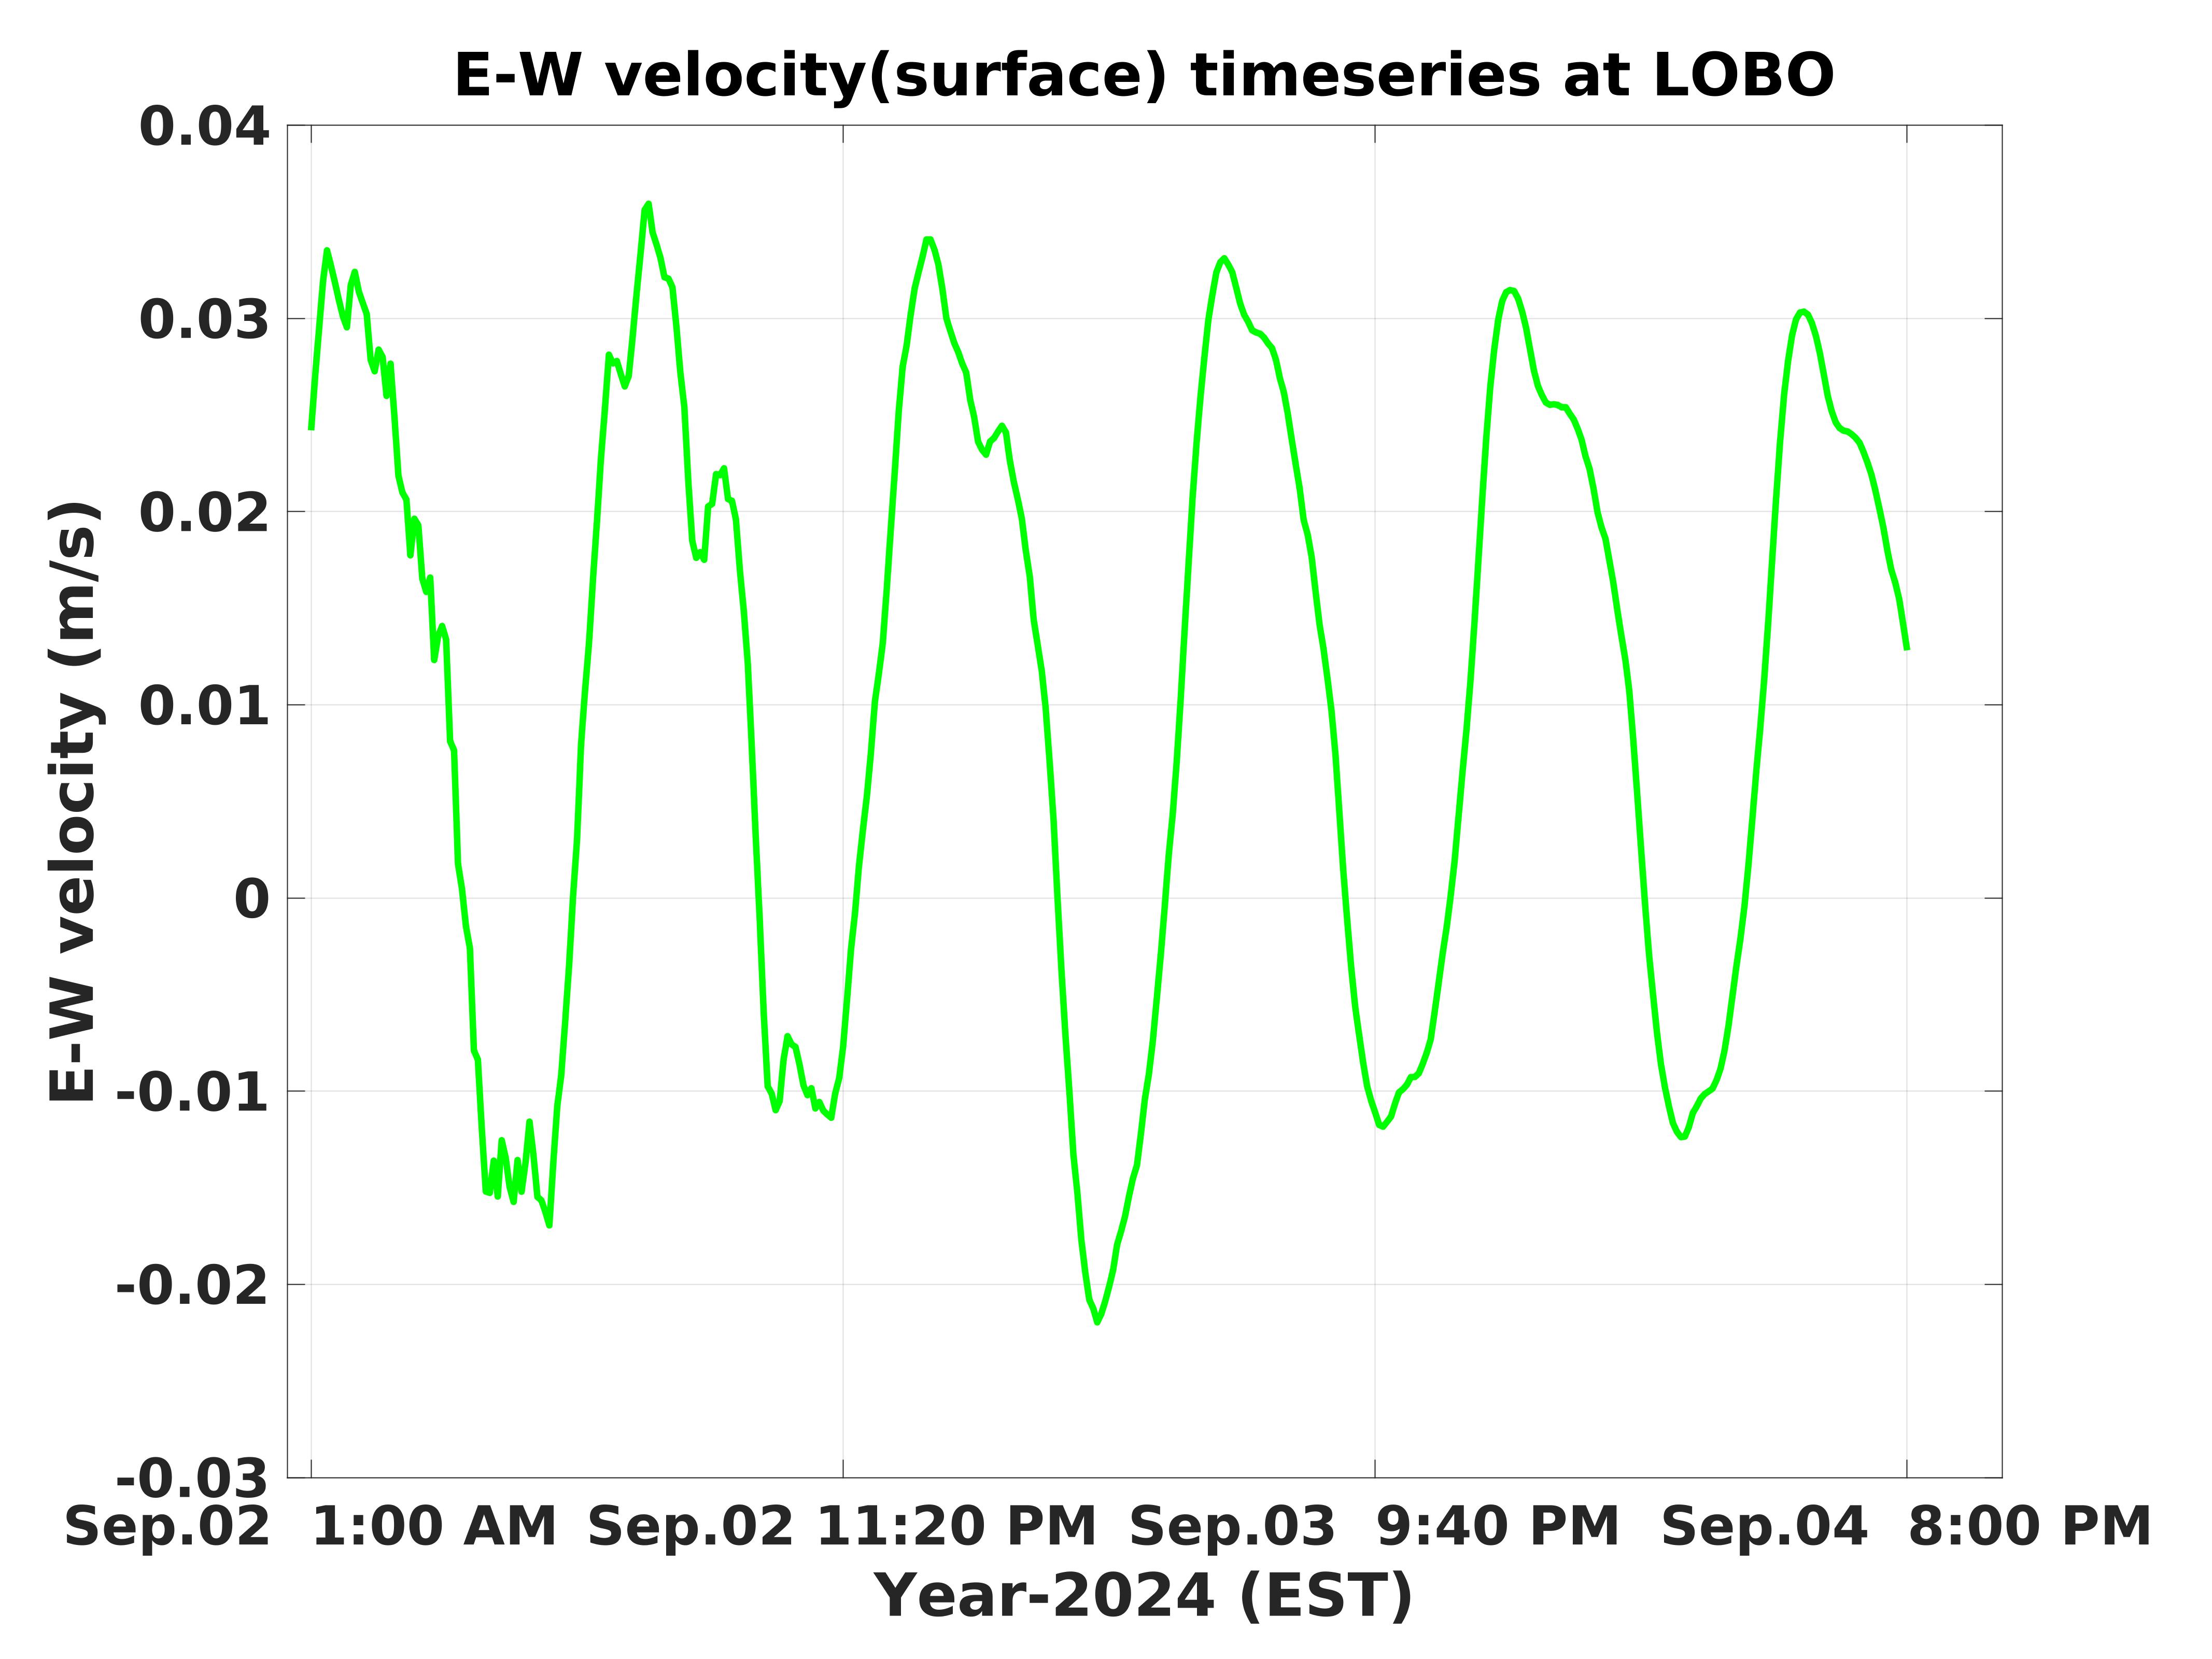 E-W velocity(surface) timeseries at LOBO
E-W velocity (m/s)
0.04
0.03
0.02
0.01
0
-0.01
-0.02
-0.03
Sep.02 1:00 AM Sep.02 11:20 PM Sep.03 9:40 PM Sep.04 8:00 PM
Year-2024 (EST)